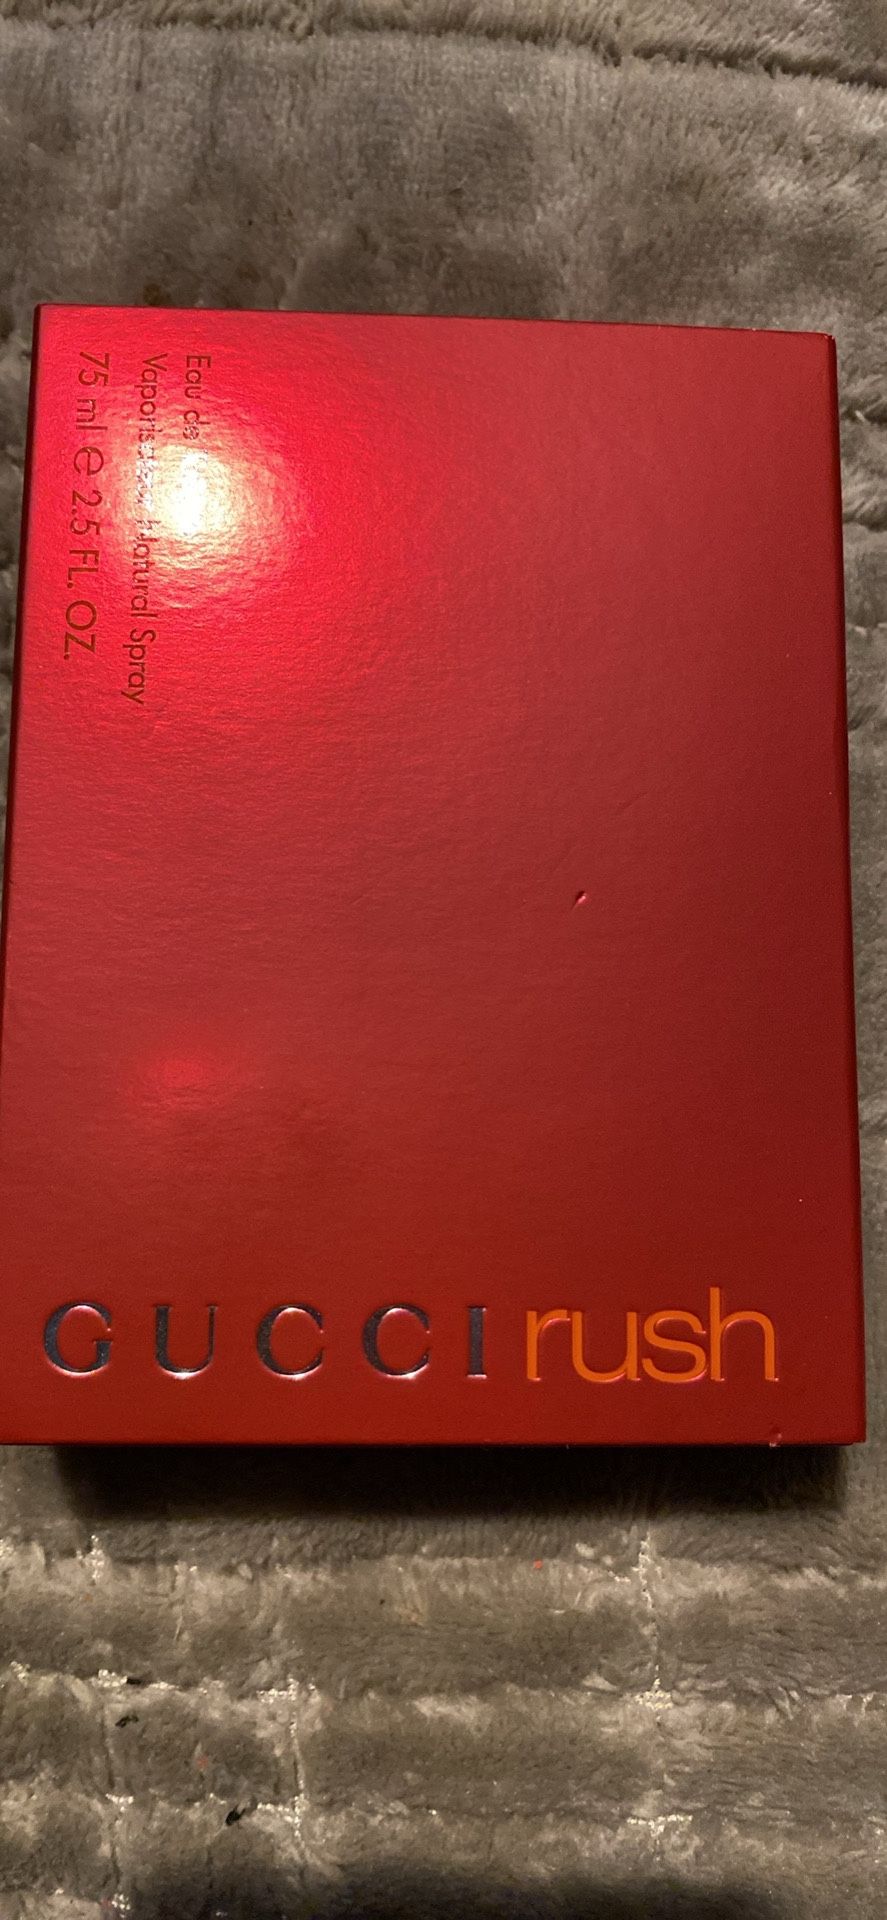 Eau de
Vaporisateur Natural Spray
75 ml e 2.5 FL. OZ.
GUCCI rush